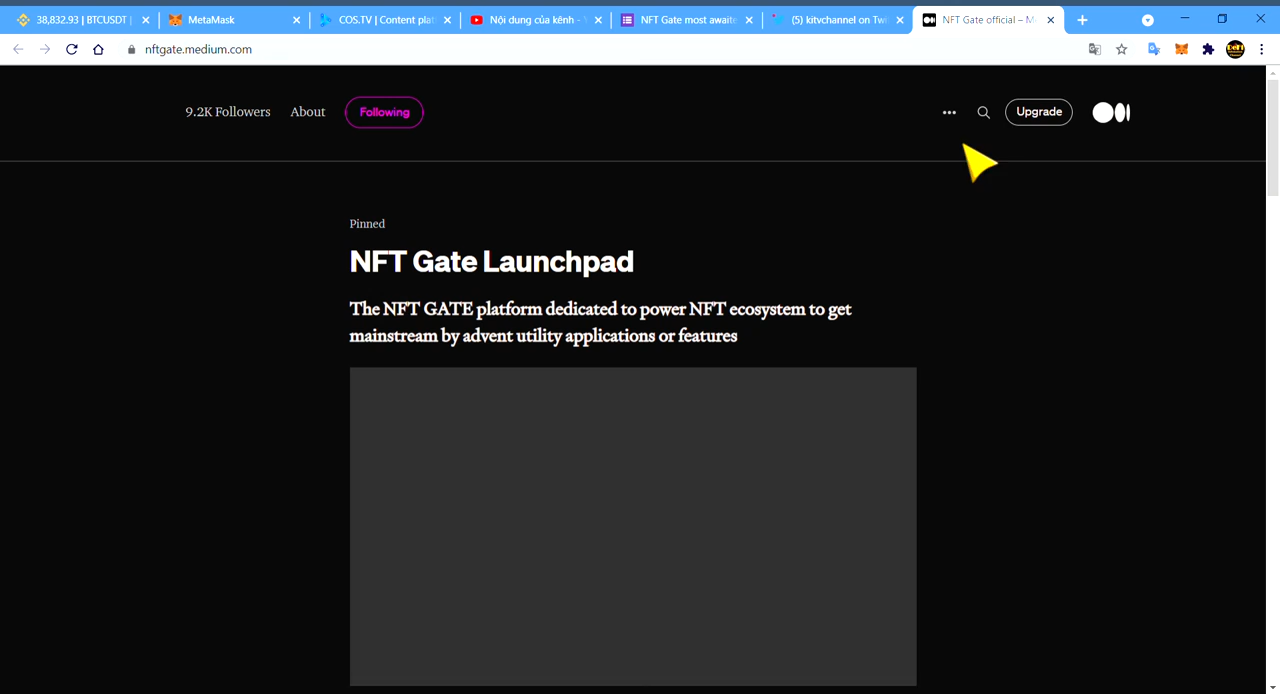 38,832.93 | BTCUSDT |
MetaMask
COS.TV | Content plat
Nội dung của kênh - Y
NFT Gate most awaite
(5) kitvchannel on Twit
NFT Gate official – M
nftgate.medium.com
9.2K Followers
About
Following
Upgrade
Pinned
NFT Gate Launchpad
The NFT GATE platform dedicated to power NFT ecosystem to get
mainstream by advent utility applications or features